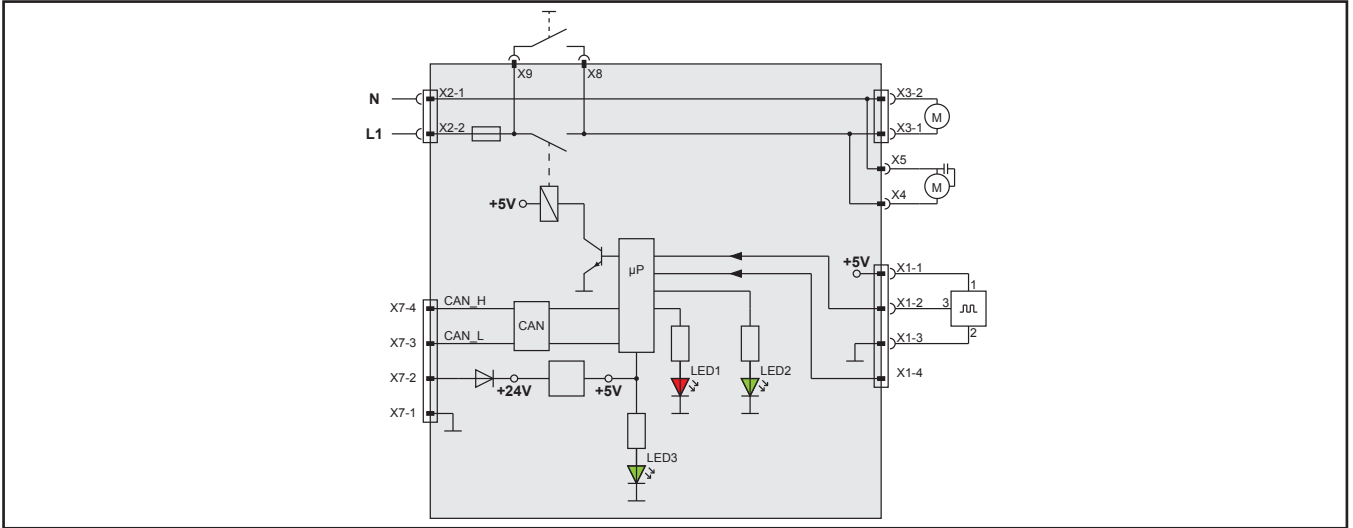 X9
X8
N
X2-1
X3-2
M
L1
X2-2
X3-1
X5
M
X4
+5V
µP
+5V
X1-1
1
X7-4
CAN_H
CAN
X1-2
3
2
X7-3
CAN_L
X1-3
X7-2
+24V
+5V
LED1
LED2
X1-4
X7-1
LED3